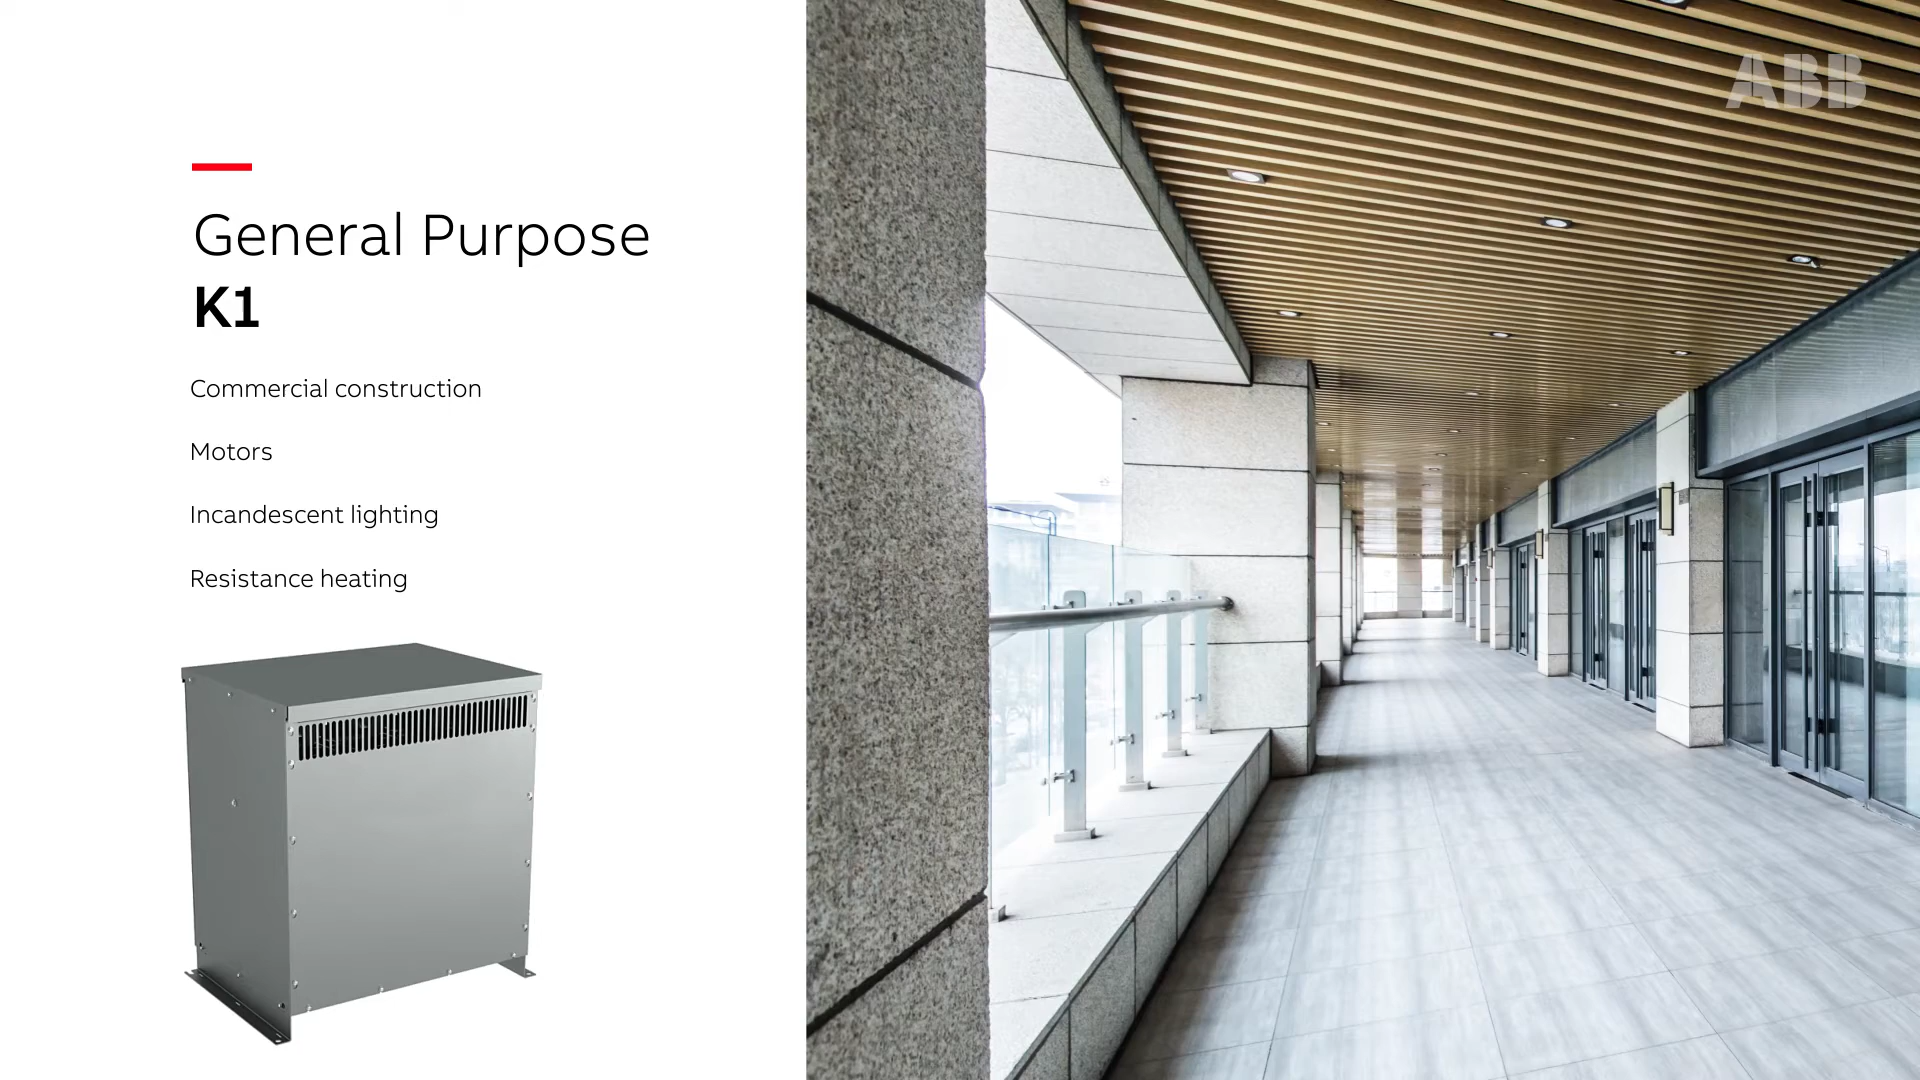 General Purpose
K1
Commercial construction
Motors
Incandescent lighting
Resistance heating
ABB